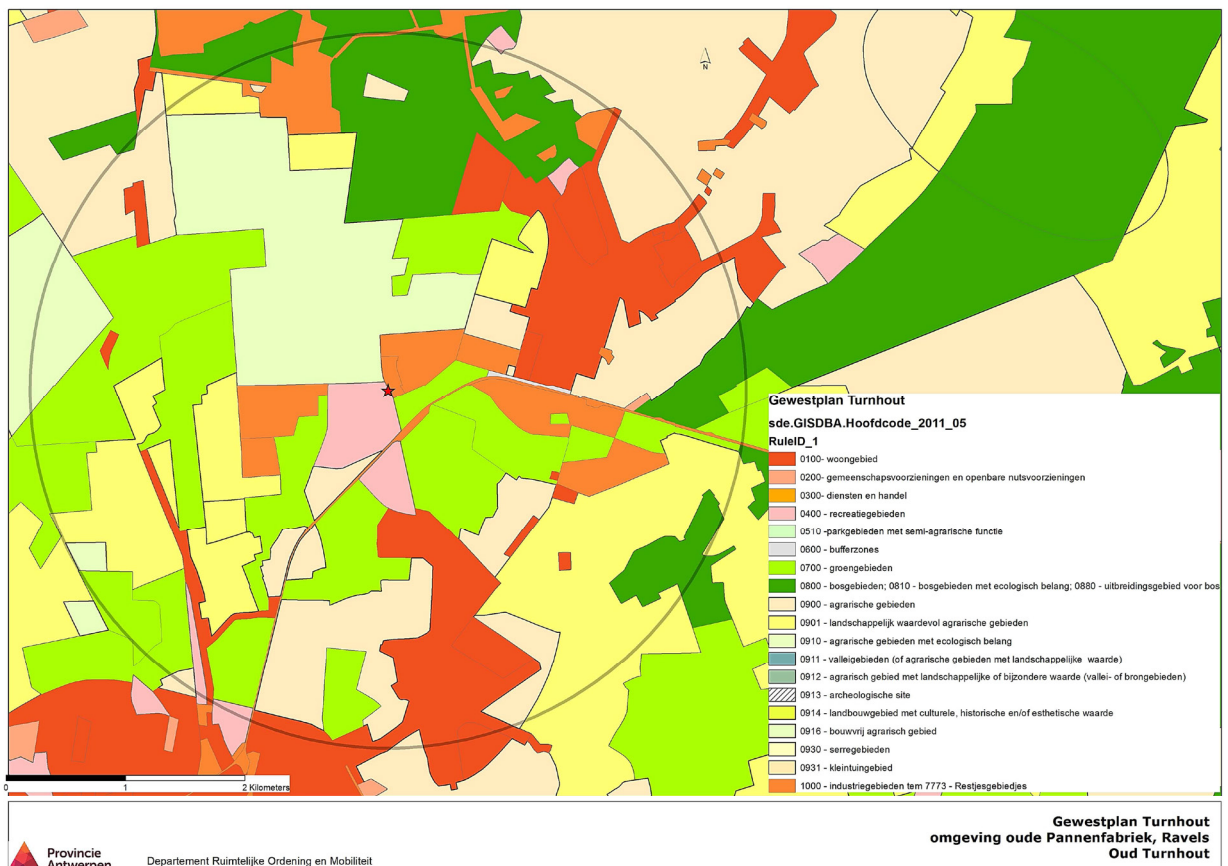 N
Gewestplan Turnhout
sde.GISDBA.Hoofdcode_2011_05
RuleID_1
0100- woongebied
0200- gemeenschapsvoorzieningen en openbare nutsvoorzieningen
0300- diensten en handel
0400 - recreatiegebieden
0510 -parkgebieden met semi-agrarische functie
0600 - bufferzones
0700 - groengebieden
0800 - bosgebieden; 0810 - bosgebieden met ecologisch belang; 0880 - uitbreidingsgebied voor bos
0900 - agrarische gebieden
0901 - landschappelijk waardevol agrarische gebieden
0910 - agrarische gebieden met ecologisch belang
0911 - valleigebieden (of agrarische gebieden met landschappelijke waarde)
0912 - agrarisch gebied met landschappelijke of bijzondere waarde (vallei- of brongebieden)
0913 - archeologische site
0914 - landbouwgebied met culturele, historische en/of esthetische waarde
0916 - bouwvrij agrarisch gebied
0930 - serregebieden
0931 - kleintuingebied
1000 - industriegebieden tem 7773 - Restjesgebiedjes
0 1 2 Kilometers
Gewestplan Turnhout
omgeving oude Pannenfabriek, Ravels
Oud Turnhout
Provincie
Antwerpen
Departement Ruimtelijke Ordening en Mobiliteit